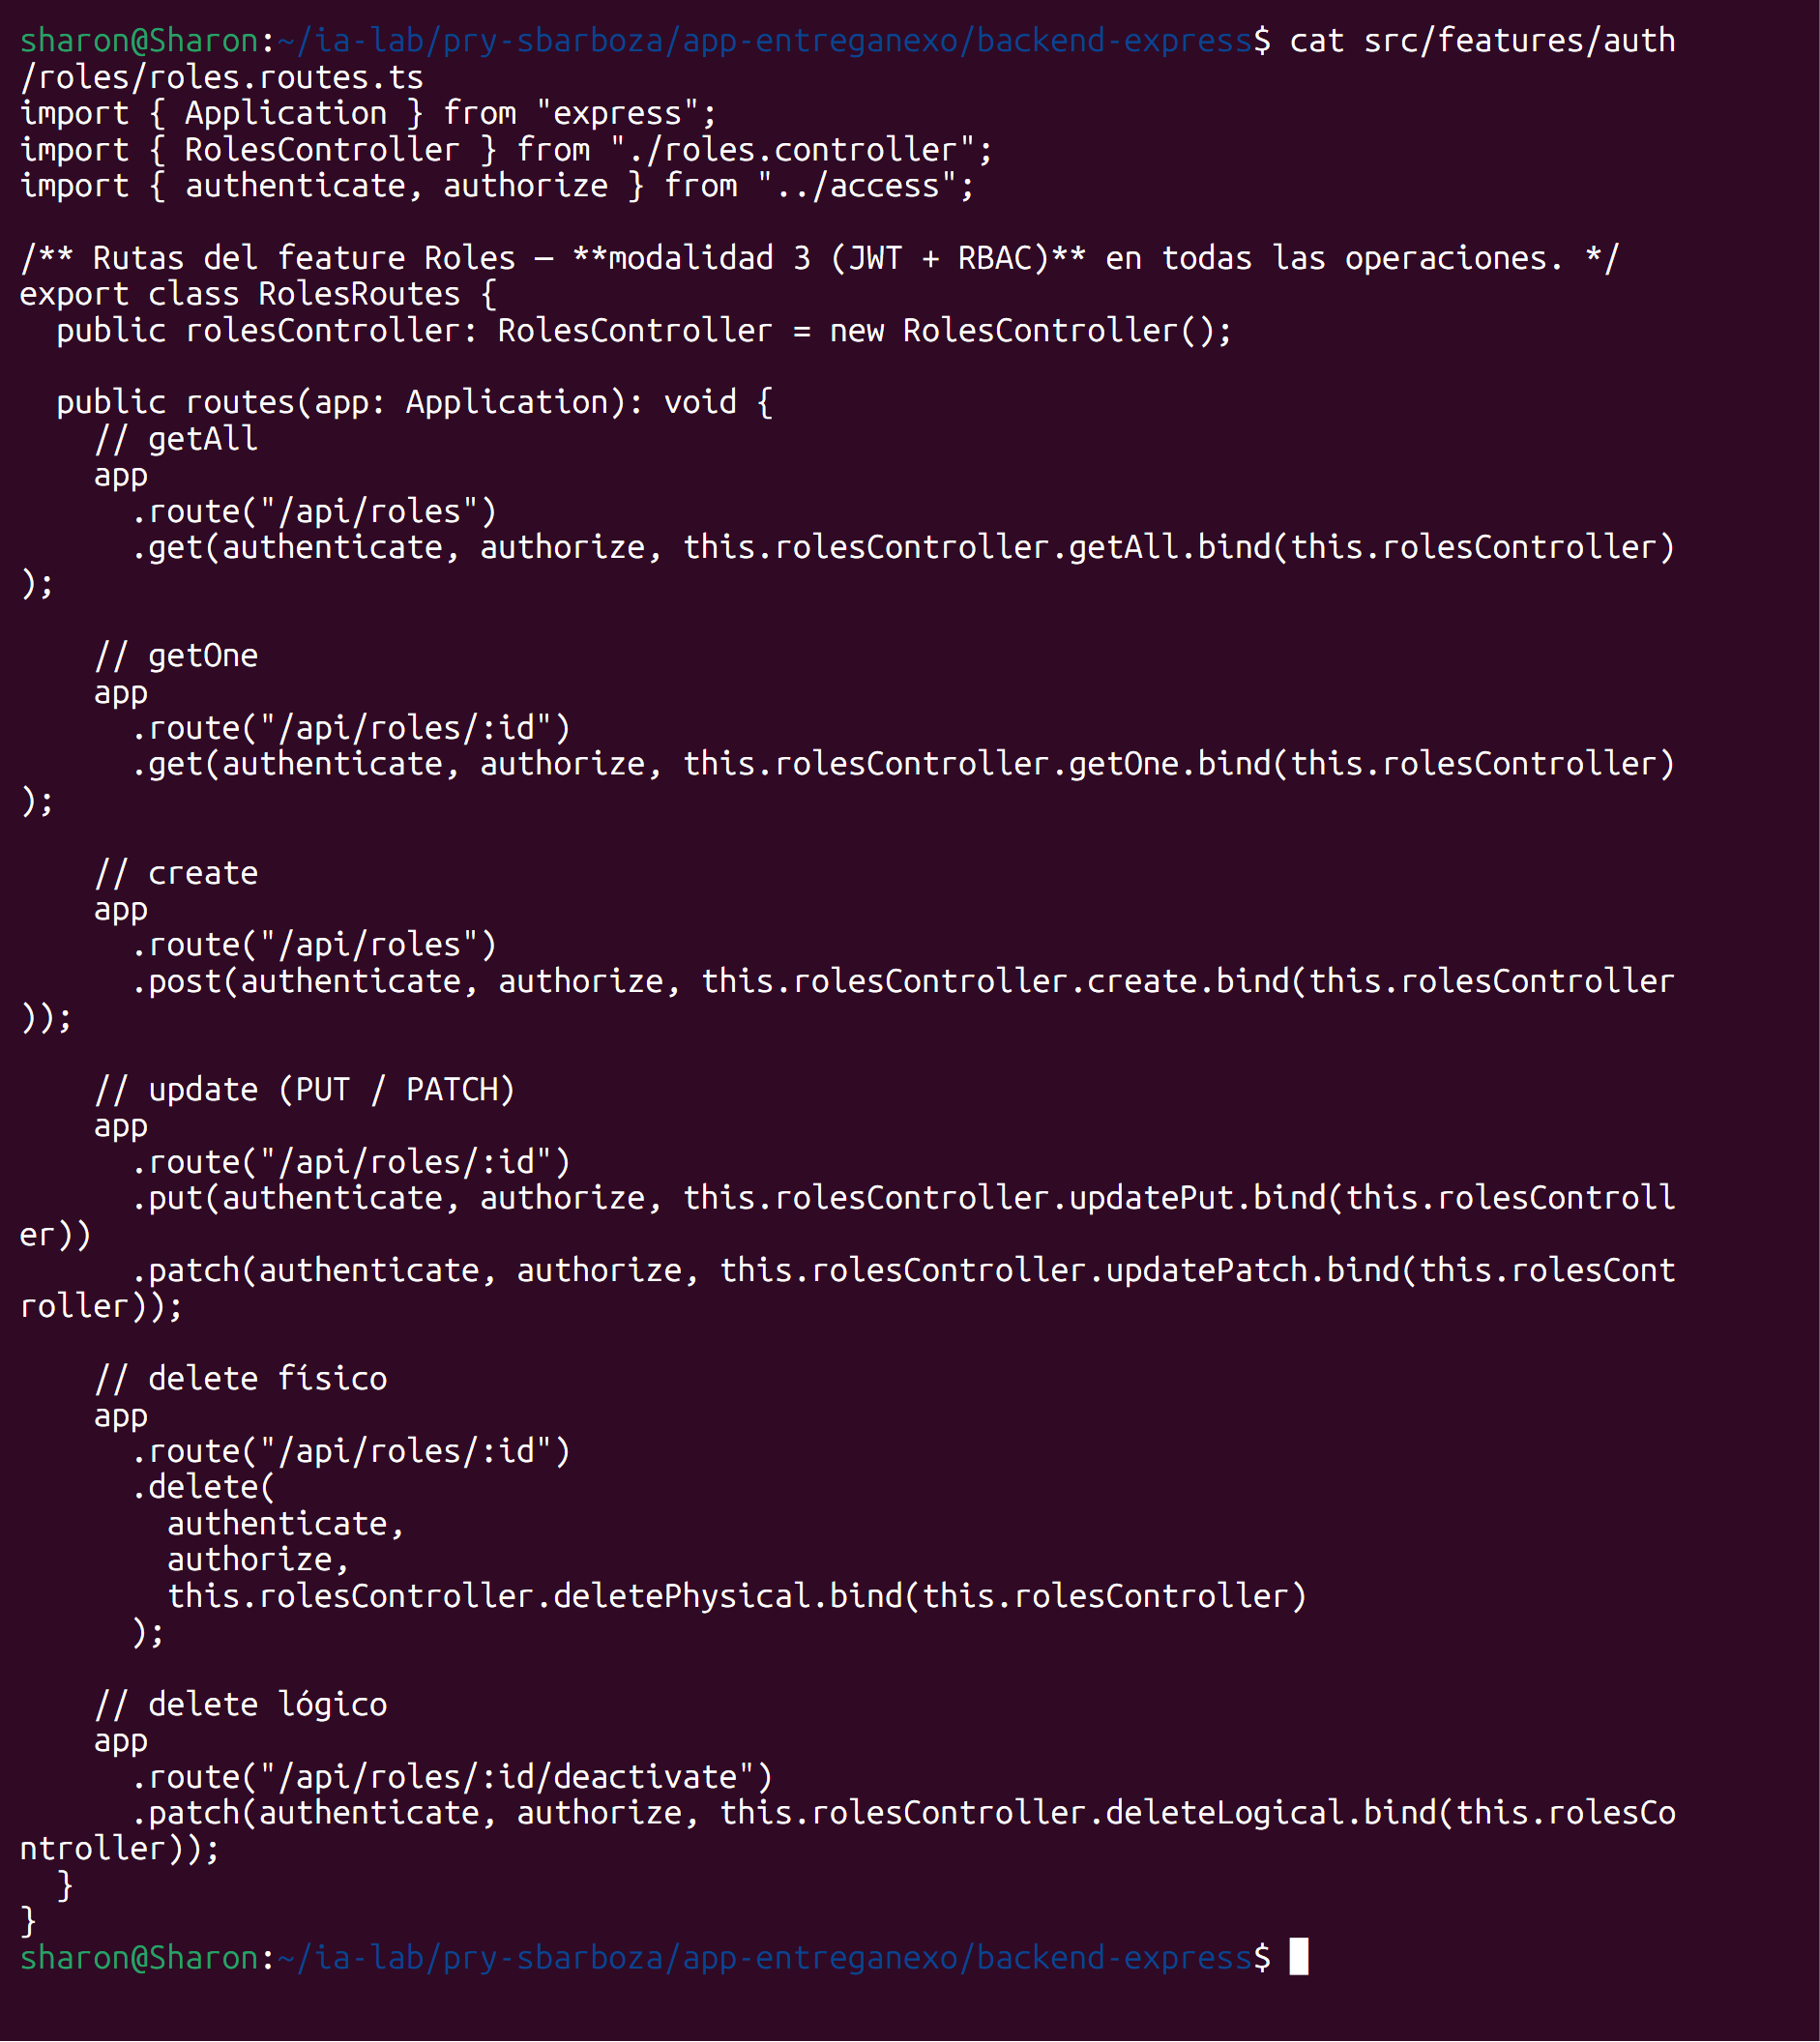 sharon@Sharon:~/ia-lab/pry-sbarboza/app-entreganexo/backend-express$ cat src/features/auth
/roles/roles.routes.ts
import { Application } from "express";
import { RolesController } from "./roles.controller";
import { authenticate, authorize } from "../access";

/** Rutas del feature Roles — **modalidad 3 (JWT + RBAC)** en todas las operaciones. */
export class RolesRoutes {
  public rolesController: RolesController = new RolesController();

  public routes(app: Application): void {
    // getAll
    app
      .route("/api/roles")
      .get(authenticate, authorize, this.rolesController.getAll.bind(this.rolesController)
);

    // getOne
    app
      .route("/api/roles/:id")
      .get(authenticate, authorize, this.rolesController.getOne.bind(this.rolesController)
);

    // create
    app
      .route("/api/roles")
      .post(authenticate, authorize, this.rolesController.create.bind(this.rolesController
));

    // update (PUT / PATCH)
    app
      .route("/api/roles/:id")
      .put(authenticate, authorize, this.rolesController.updatePut.bind(this.rolesControll
er))
      .patch(authenticate, authorize, this.rolesController.updatePatch.bind(this.rolesCont
roller));

    // delete físico
    app
      .route("/api/roles/:id")
      .delete(
        authenticate,
        authorize,
        this.rolesController.deletePhysical.bind(this.rolesController)
      );

    // delete lógico
    app
      .route("/api/roles/:id/deactivate")
      .patch(authenticate, authorize, this.rolesController.deleteLogical.bind(this.rolesCo
ntroller));
  }
}
sharon@Sharon:~/ia-lab/pry-sbarboza/app-entreganexo/backend-express$